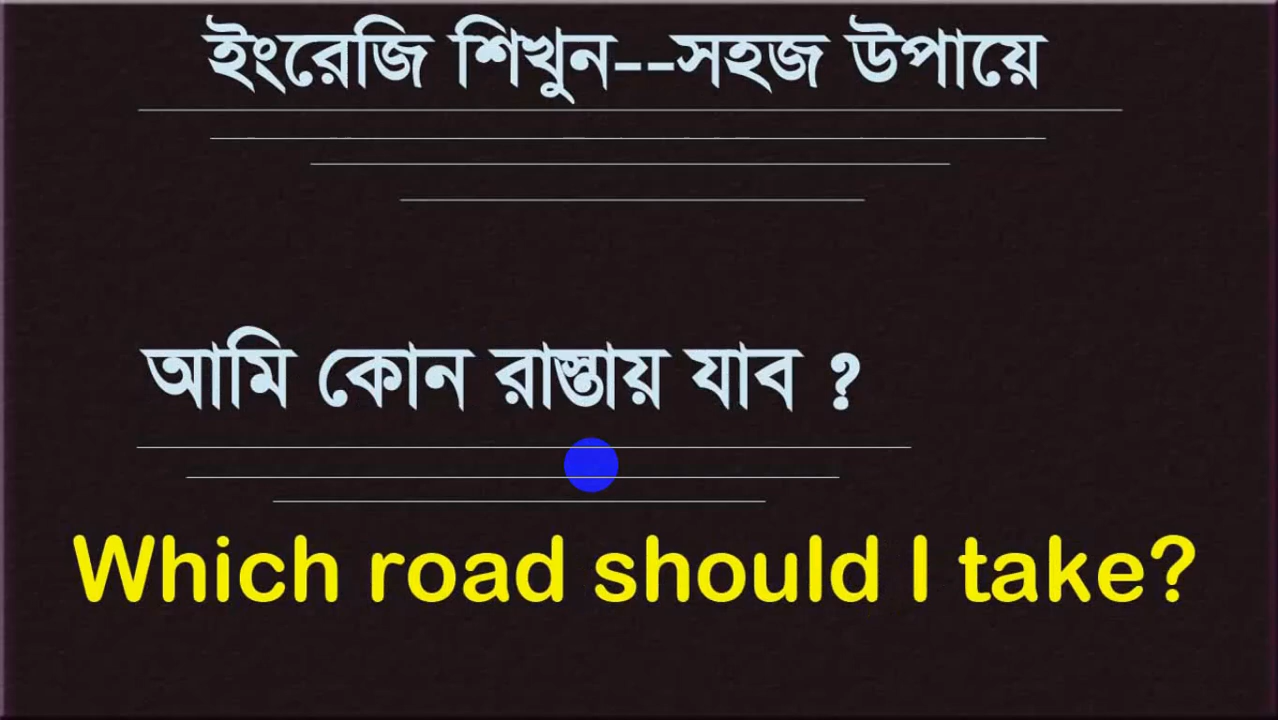 ইংরেজি শিখুন--সহজ উপায়ে
আমি কোন রাস্তায় যাব ?
Which road should I take?